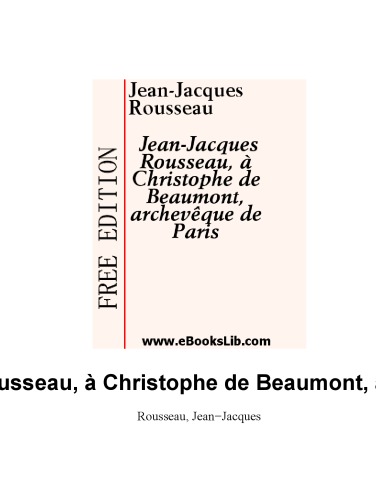 Jean-Jacques
Rousseau
FREE EDITION
Jean-Jacques
Rousseau, à
Christophe de
Beaumont,
archevêque de
Paris
www.eBooksLib.com
usseau, à Christophe de Beaumont,
Rousseau, Jean−Jacques